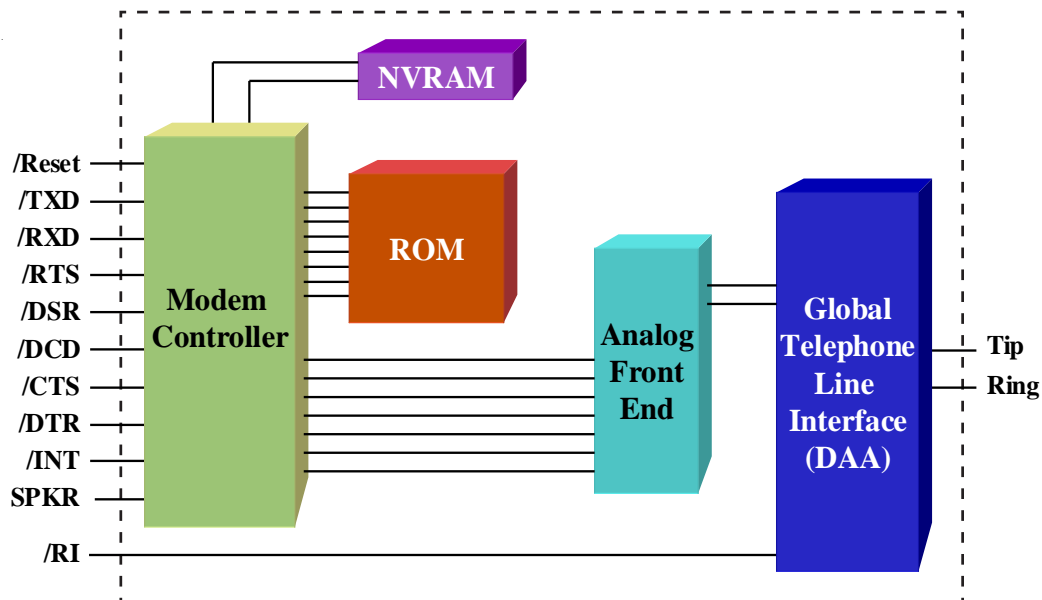 NVRAM
/Reset
/TXD
/RXD
/RTS
/DSR
/DCD
/CTS
/DTR
/INT
SPKR
/RI
Modem
Controller
ROM
Analog
Front
End
Global
Telephone
Line
Interface
(DAA)
Tip
Ring